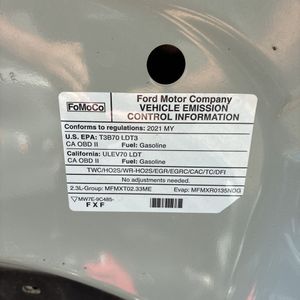 FoMoCo
Ford Motor Company
VEHICLE EMISSION
CONTROL INFORMATION
Conforms to regulations: 2021 MY
U.S. EPA: T3B70 LDT3
CA OBD II Fuel: Gasoline
California: ULEV70 LDT
CA OBD II Fuel: Gasoline
TWC/HO2S/WR-HO2S/EGR/EGRC/CAC/TC/DFI
No adjustments needed.
2.3L-Group: MFMXT02.33ME Evap: MFMXR0135NDG
MW7E-9C485-
FXF